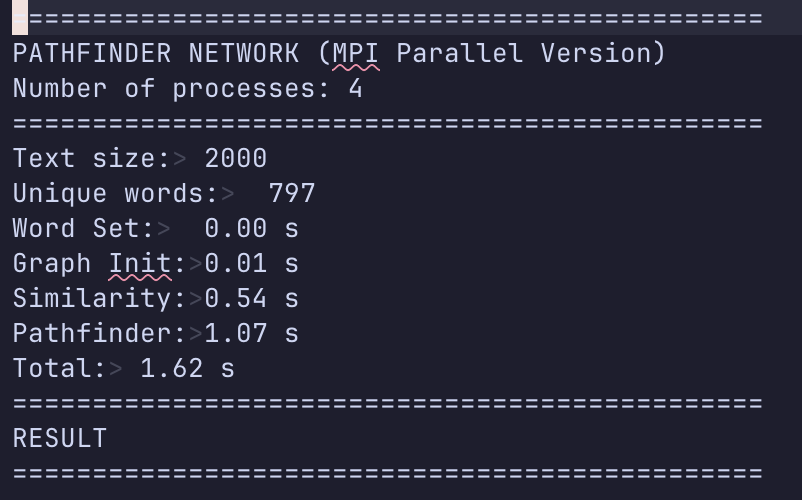 ===============================================
PATHFINDER NETWORK (MPI Parallel Version)
Number of processes: 4
===============================================
Text size:> 2000
Unique words:>  797
Word Set:>  0.00 s
Graph Init:>0.01 s
Similarity:>0.54 s
Pathfinder:>1.07 s
Total:> 1.62 s
===============================================
RESULT
===============================================